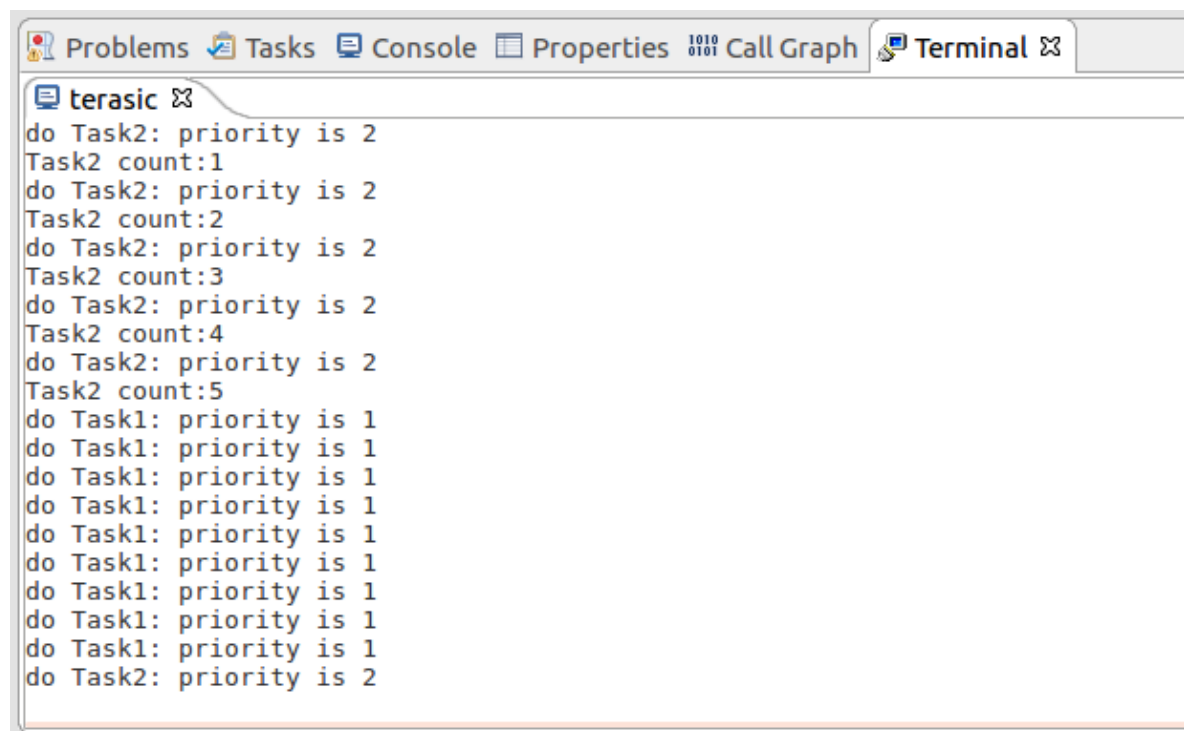 Problems Tasks Console Properties 1010 0101 Call Graph Terminal
terasic
do Task2: priority is 2
Task2 count:1
do Task2: priority is 2
Task2 count:2
do Task2: priority is 2
Task2 count:3
do Task2: priority is 2
Task2 count:4
do Task2: priority is 2
Task2 count:5
do Task1: priority is 1
do Task1: priority is 1
do Task1: priority is 1
do Task1: priority is 1
do Task1: priority is 1
do Task1: priority is 1
do Task1: priority is 1
do Task1: priority is 1
do Task1: priority is 1
do Task2: priority is 2